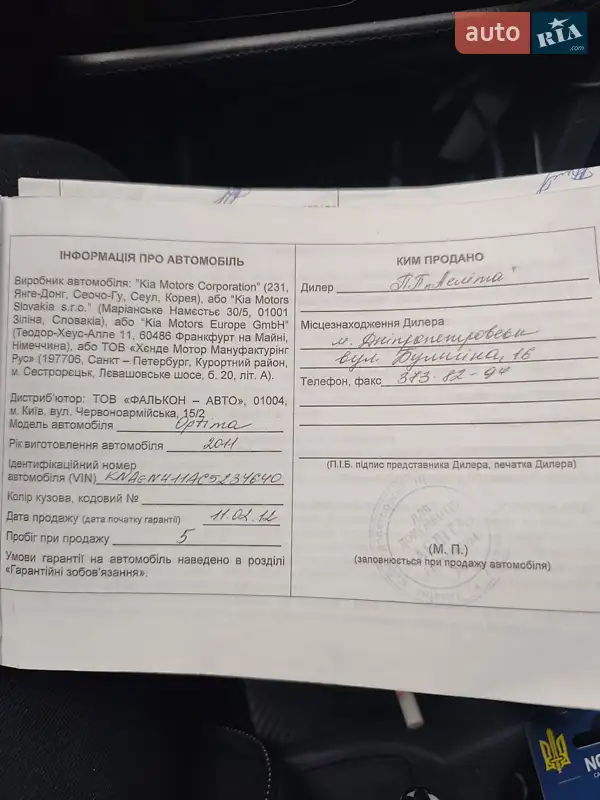 auto RIA .com
ІНФОРМАЦІЯ ПРО АВТОМОБІЛЬ
Виробник автомобіля: "Kia Motors Corporation" (231,
Янге-Донг, Сеочо-Гу, Сеул, Корея), або "Kia Motors
Slovakia s.r.o." (Маріанське Наместьє 30/5, 01001
Зіліна, Словакія), або "Kia Motors Europe GmbH"
(Теодор-Хеус-Алле 11, 60486 Франкфурт на Майні,
Німеччина), або ТОВ «Хєнде Мотор Мануфактурінг
Рус» (197706, Санкт – Петербург, Курортний район,
м. Сестрорецьк, Левашовське шосе, б. 20, літ. А).
Дистриб'ютор: ТОВ «ФАЛЬКОН – АВТО», 01004,
м. Київ, вул. Червоноармійська, 15/2
Модель автомобіля Optima
Рік виготовлення автомобіля 2011
Ідентифікаційний номер
автомобіля (VIN) KNAGN411AC5234640
Колір кузова, кодовий №
Дата продажу (дата початку гарантії) 11.02.12
Пробіг при продажу 5
Умови гарантії на автомобіль наведено в розділі
«Гарантійні зобов'язання».
КИМ ПРОДАНО
Дилер П.П. „Аеліта"
Місцезнаходження Дилера
м. Дніпропетровськ
вул. 16
Телефон, факс 373-82-94
(П.І.Б. підпис представника Дилера, печатка Дилера)
(М. П.)
(заповнюється при продажу автомобіля)
NO